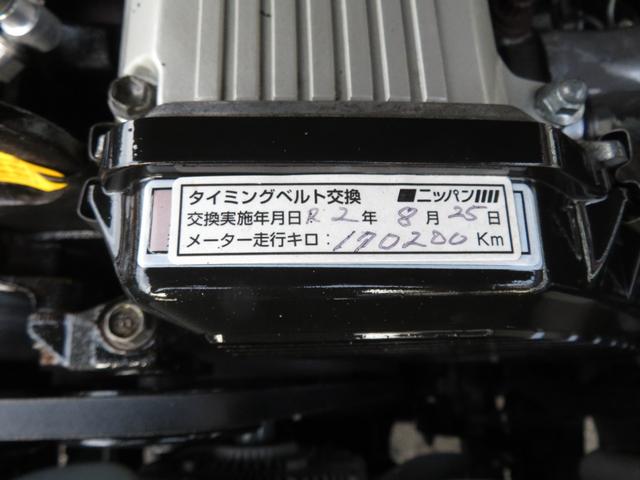 タイミングベルト交換 ニッパン
交換実施年月日 R 2 年 8 月 25 日
メーター走行キロ：170200 Km